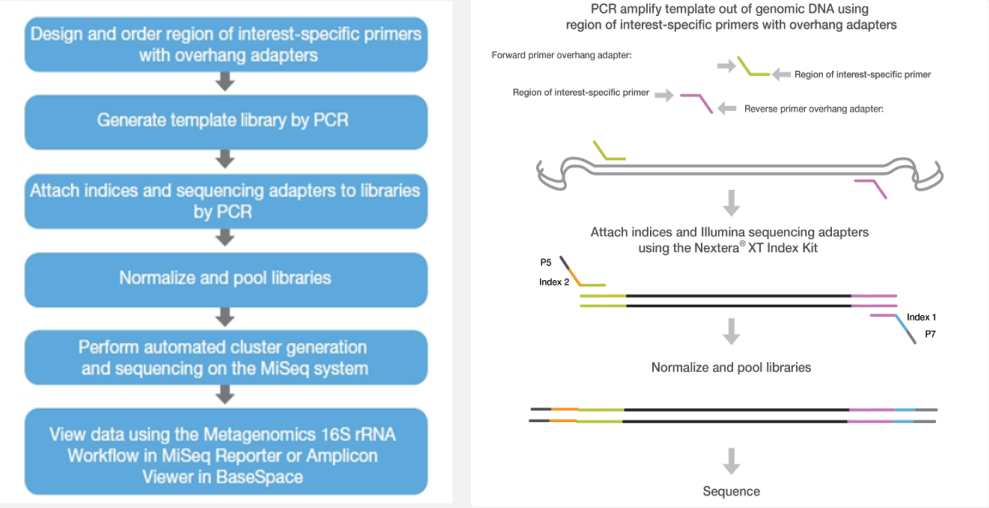 Design and order region of interest-specific primers
with overhang adapters
Generate template library by PCR
Attach indices and sequencing adapters to libraries
by PCR
Normalize and pool libraries
Perform automated cluster generation
and sequencing on the MiSeq system
View data using the Metagenomics 16S rRNA
Workflow in MiSeq Reporter or Amplicon
Viewer in BaseSpace
PCR amplify template out of genomic DNA using
region of interest-specific primers with overhang adapters
Forward primer overhang adapter:
Region of interest-specific primer
Region of interest-specific primer
Reverse primer overhang adapter:
Attach indices and Illumina sequencing adapters
using the Nextera® XT Index Kit
P5
Index 2
Index 1
P7
Normalize and pool libraries
Sequence